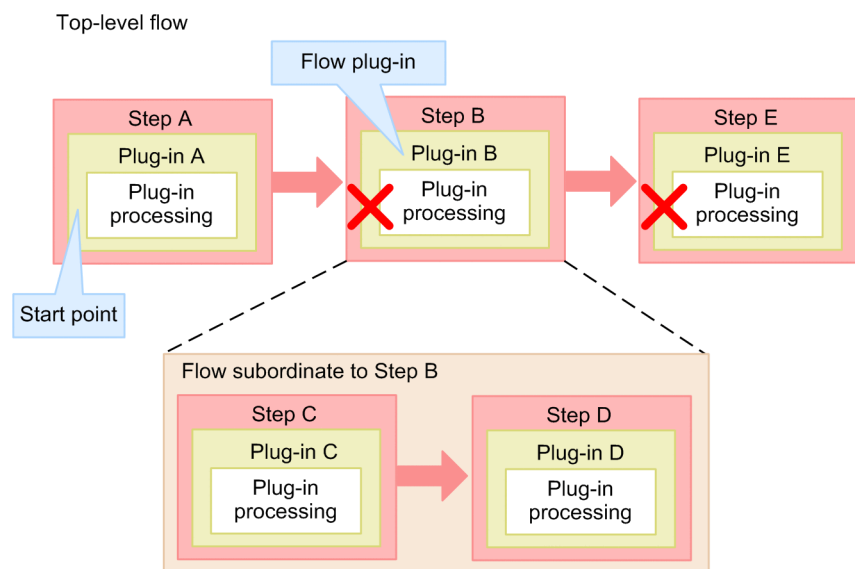 Top-level flow
Flow plug-in
Step A
Plug-in A
Plug-in
processing
Start point
Step B
Plug-in B
Plug-in
processing
Step E
Plug-in E
Plug-in
processing
Flow subordinate to Step B
Step C
Plug-in C
Plug-in
processing
Step D
Plug-in D
Plug-in
processing